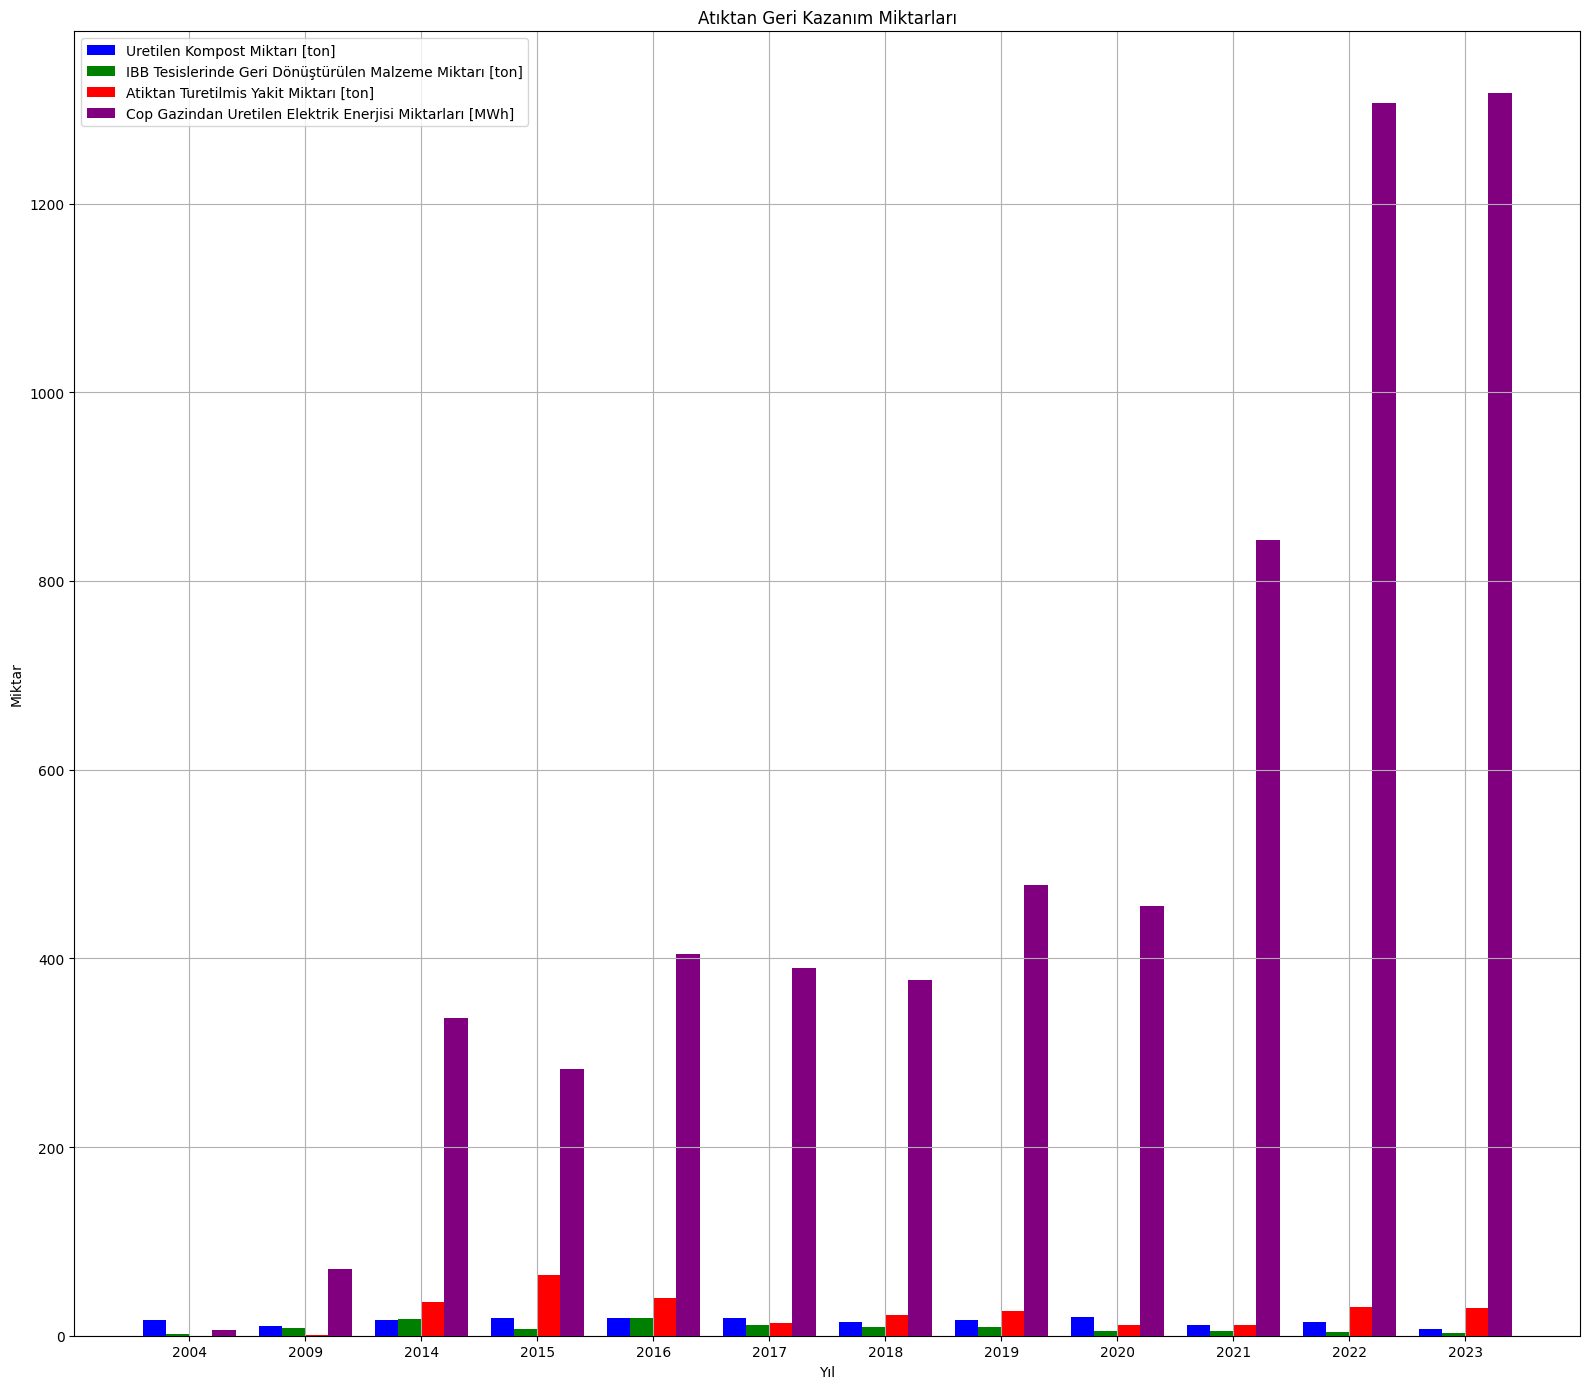 Atıktan Geri Kazanım Miktarları
Uretilen Kompost Miktarı [ton]
IBB Tesislerinde Geri Dönüştürülen Malzeme Miktarı [ton]
Atiktan Turetilmis Yakit Miktarı [ton]
Cop Gazindan Uretilen Elektrik Enerjisi Miktarları [MWh]
1200
1000
800
600
400
200
0
Miktar
2004 2009 2014 2015 2016 2017 2018 2019 2020 2021 2022 2023
Yıl